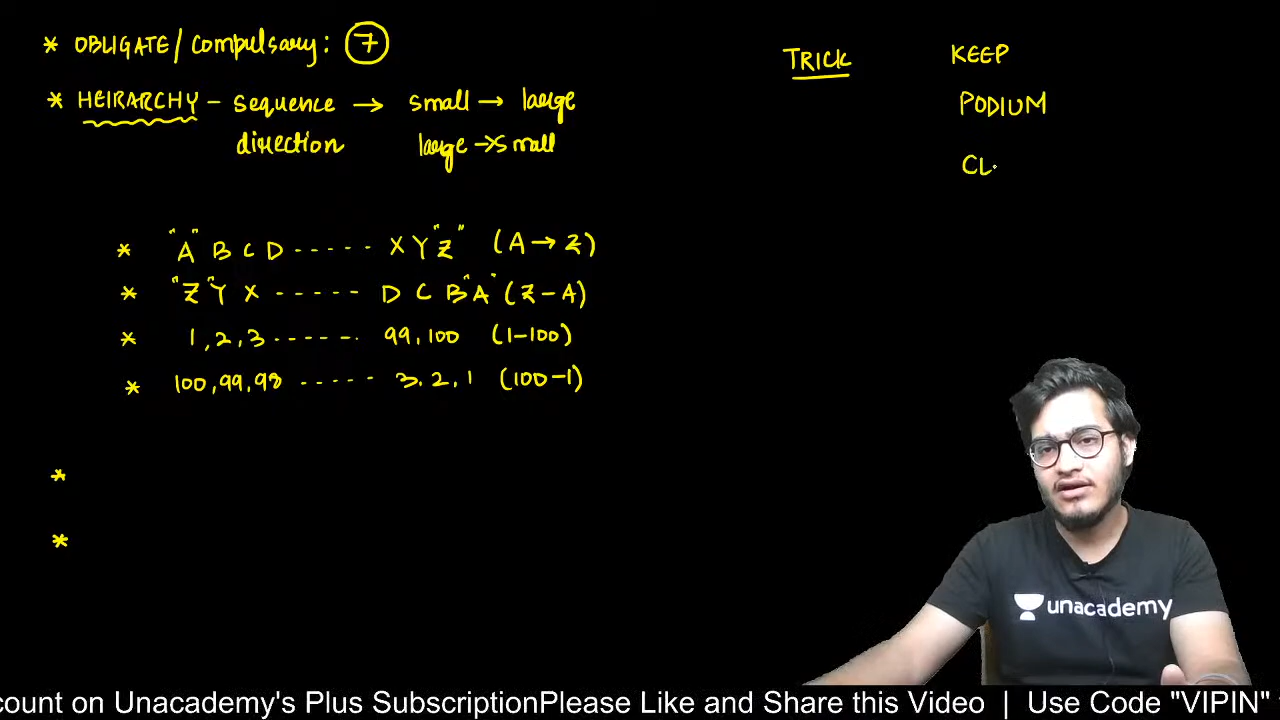 * OBLIGATE/ Compulsary: 7
* HEIRARCHY - sequence → small → large
direction large → small
* "A" B C D ------ X Y "Z" (A → Z)
* "Z" Y X ------ D C B "A" (Z - A)
* 1, 2, 3 ------ 99, 100 (1-100)
* 100, 99, 98 ------ 3, 2, 1 (100-1)
*
*
TRICK KEEP
PODIUM
CL
unacademy
count on Unacademy's Plus SubscriptionPlease Like and Share this Video | Use Code "VIPIN"